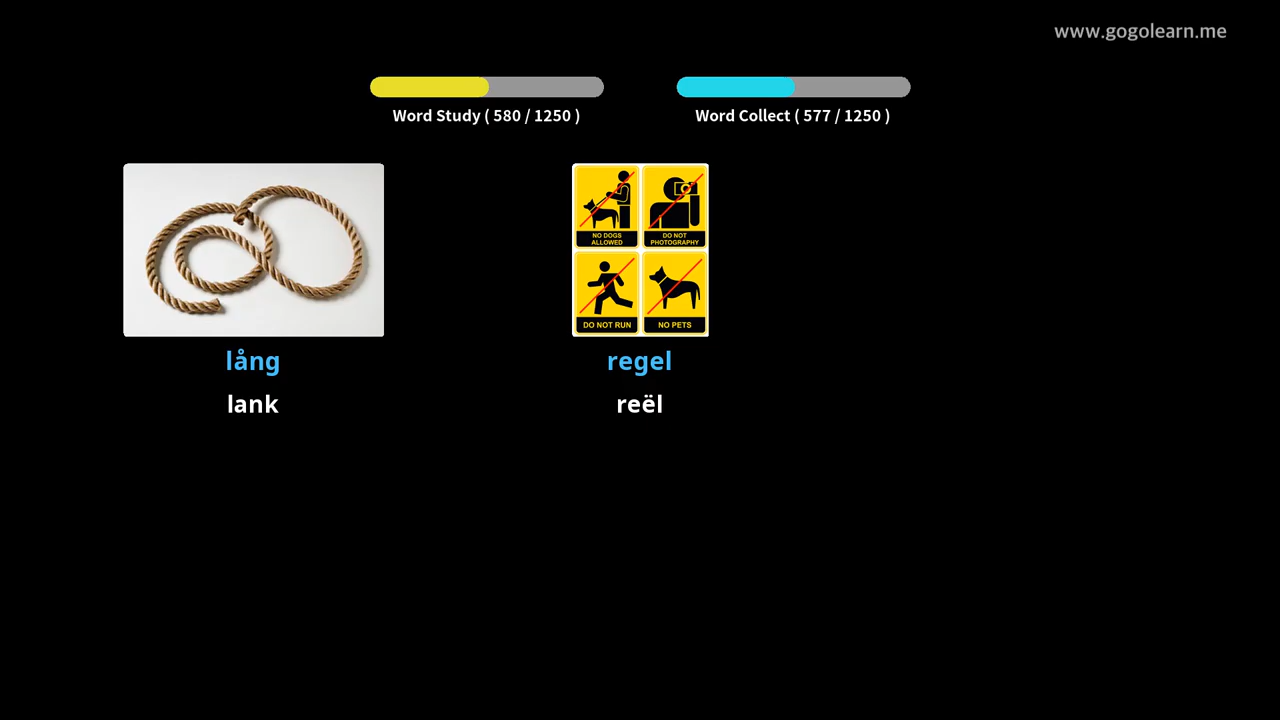 www.gogolearn.me
Word Study ( 580 / 1250 )
Word Collect ( 577 / 1250 )
NO DOGS
ALLOWED
DO NOT
PHOTOGRAPHY
DO NOT RUN
NO PETS
lång
regel
lank
reël